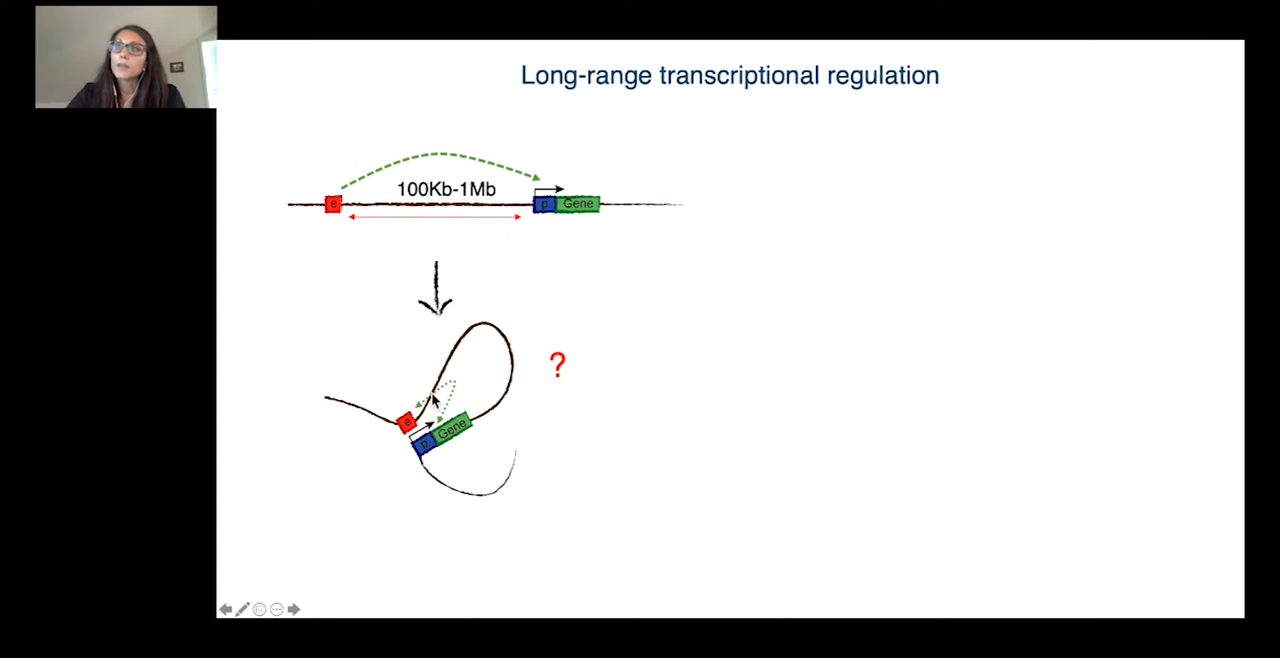 Long-range transcriptional regulation
100Kb-1Mb
e
p Gene
?
e
p Gene